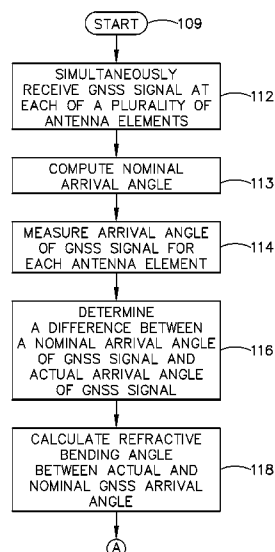 START
109
SIMULTANEOUSLY
RECEIVE GNSS SIGNAL AT
EACH OF A PLURALITY OF
ANTENNA ELEMENTS
112
COMPUTE NOMINAL
ARRIVAL ANGLE
113
MEASURE ARRIVAL ANGLE
OF GNSS SIGNAL FOR
EACH ANTENNA ELEMENT
114
DETERMINE
A DIFFERENCE BETWEEN
A NOMINAL ARRIVAL ANGLE
OF GNSS SIGNAL AND
ACTUAL ARRIVAL ANGLE
OF GNSS SIGNAL
116
CALCULATE REFRACTIVE
BENDING ANGLE
BETWEEN ACTUAL AND
NOMINAL GNSS ARRIVAL
ANGLE
118
A